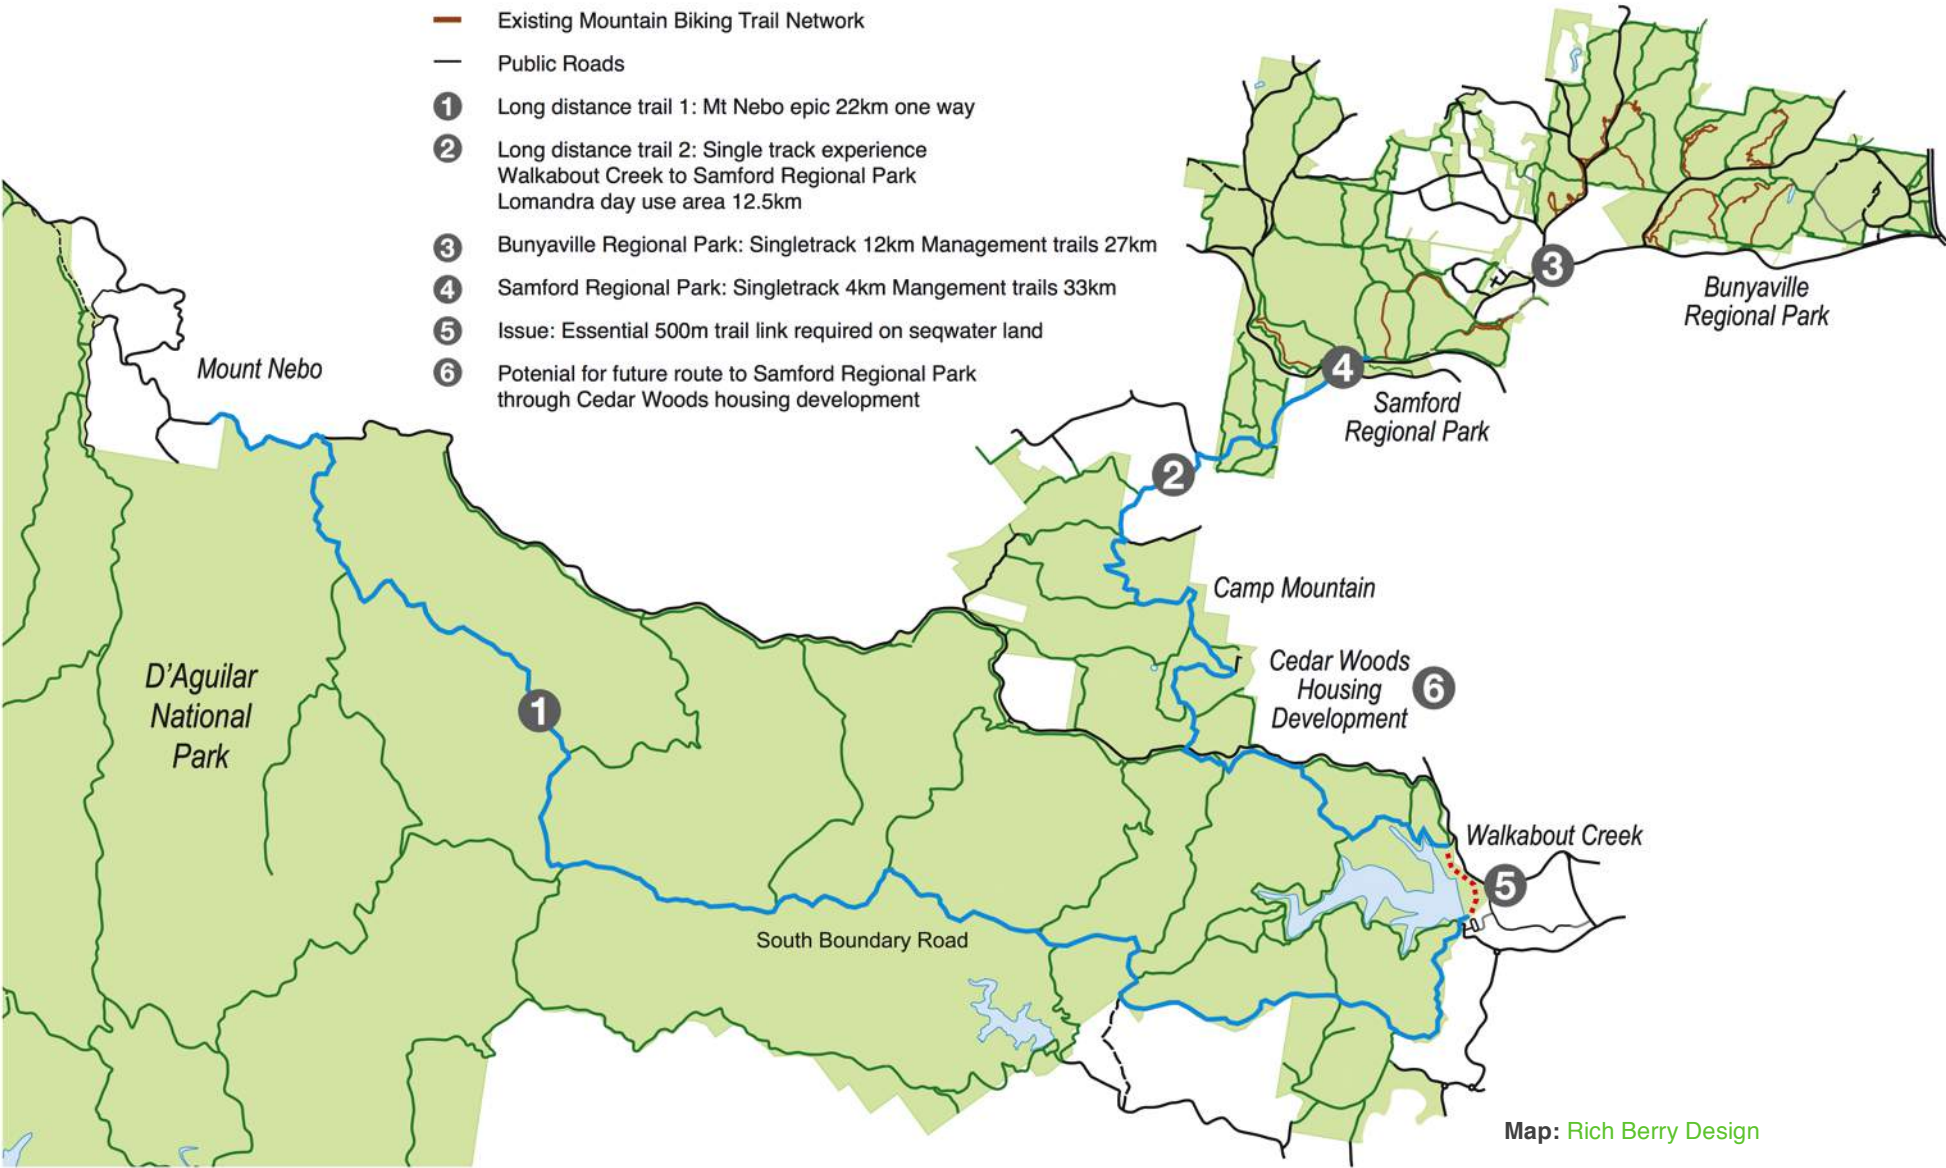 Existing Mountain Biking Trail Network
Public Roads
1 Long distance trail 1: Mt Nebo epic 22km one way
2 Long distance trail 2: Single track experience
Walkabout Creek to Samford Regional Park
Lomandra day use area 12.5km
3 Bunyaville Regional Park: Singletrack 12km Management trails 27km
4 Samford Regional Park: Singletrack 4km Mangement trails 33km
5 Issue: Essential 500m trail link required on seqwater land
6 Potenial for future route to Samford Regional Park
through Cedar Woods housing development
3
Bunyaville
Regional Park
Mount Nebo
4
Samford
Regional Park
2
Camp Mountain
Cedar Woods
Housing
Development
6
D'Aguilar
National
Park
1
Walkabout Creek
5
South Boundary Road
Map: Rich Berry Design